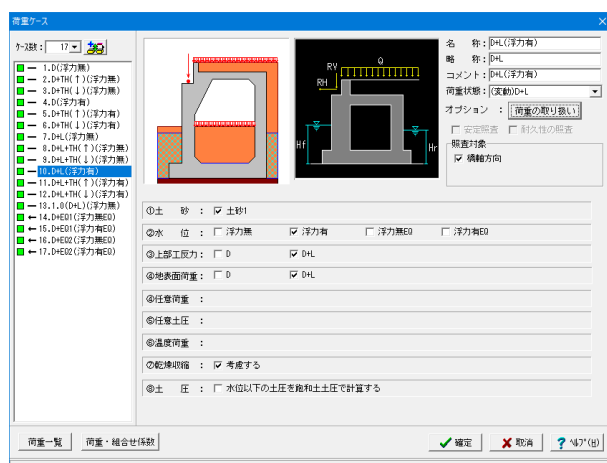 荷重ケース
ケース数： 17
1.D(浮力無)
2.D+TH(↑)(浮力無)
3.D+TH(↓)(浮力無)
4.D(浮力有)
5.D+TH(↑)(浮力有)
6.D+TH(↓)(浮力有)
7.D+L(浮力無)
8.D+L+TH(↑)(浮力無)
9.D+L+TH(↓)(浮力無)
10.D+L(浮力有)
11.D+L+TH(↑)(浮力有)
12.D+L+TH(↓)(浮力有)
13.1.0(D+L)(浮力無)
14.D+EQ1(浮力無EQ)
15.D+EQ1(浮力有EQ)
16.D+EQ2(浮力無EQ)
17.D+EQ2(浮力有EQ)
RV Q
RH
Hf Hr
名 称：D+L(浮力有)
略 称：D+L
コメント：D+L(浮力有)
荷重状態：(変動)D+L
オプション ： 荷重の取り扱い
安定照査 耐久性の照査
照査対象
橋軸方向
①土 砂 ： 土砂1
②水 位 ： 浮力無 浮力有 浮力無EQ 浮力有EQ
③上部工反力： D D+L
④地表面荷重： D D+L
④任意荷重 ：
⑤任意土圧 ：
⑥温度荷重 ：
⑦乾燥収縮 ： 考慮する
⑧土 圧 ： 水位以下の土圧を飽和土土圧で計算する
荷重一覧 荷重・組合せ係数 確定 取消 ヘルプ(H)